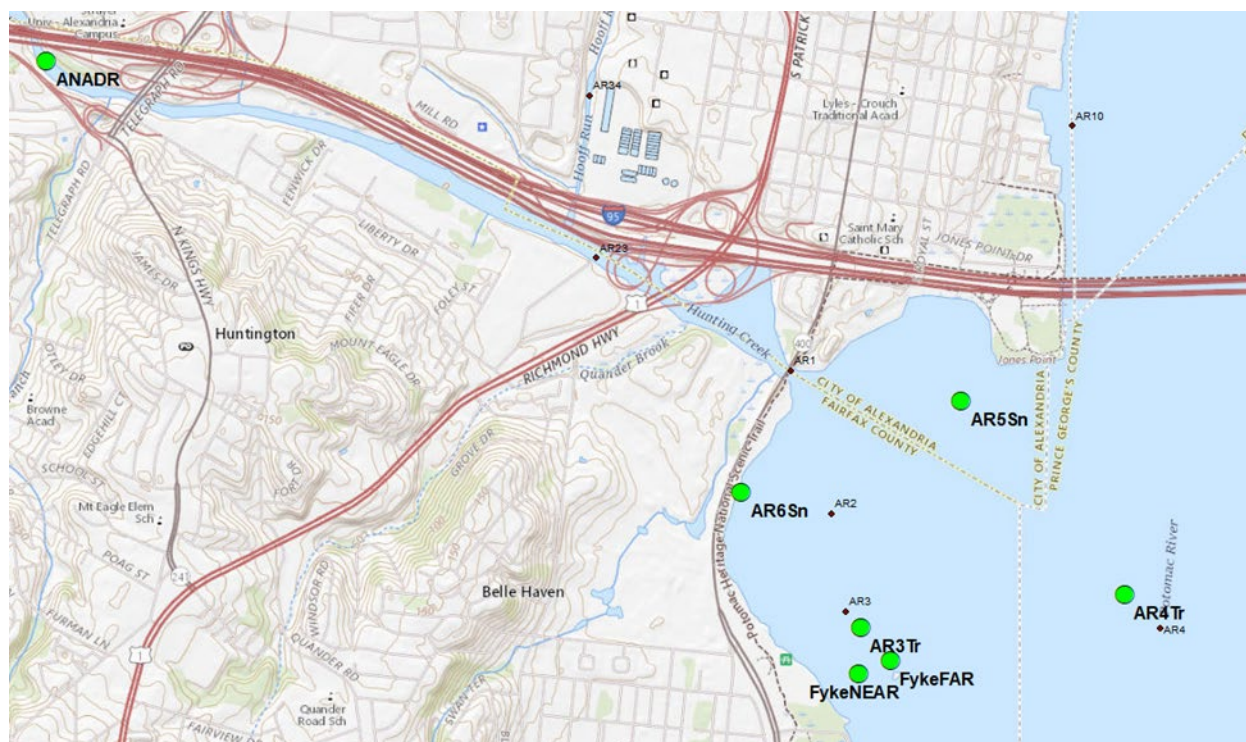 Univ - Alexandria
Campus
ANADR
TELEGRAPH RD
MILL RD
Hooff Run
AR34
S PATRICK
Lyles - Crouch
Traditional Acad
AR10
TELEGRAPH RD
N KINGS HWY
FENWICK DR
LIBERTY DR
FIFER DR
FOLEY ST
JAMES DR
95
AR23
Saint Mary
Catholic Sch
ROYAL ST
JONES POINT DR
Huntington
PO
MOUNT EAGLE DR
OTLEY DR
1
RICHMOND HWY
Hunting Creek
Quander Brook
400
AR1
Jones Point
CITY OF ALEXANDRIA
FAIRFAX COUNTY
CITY OF ALEXANDRIA
PRINCE GEORGE'S COUNTY
Browne
Acad
EDGEHILL CT
150
FORT
GROVE DR
AR5Sn
SCHOOL ST
Mt Eagle Elem
Sch
AR6Sn
AR2
Potomac Heritage National Scenic Trail
POAG ST
241
WINDSOR RD
150
100
Belle Haven
150
AR3
AR3Tr
AR4Tr
AR4
Potomac River
FURMAN LN
1
QUANDER RD
FykeNEAR
FykeFAR
Quander
Road Sch
FAIRVIEW DR